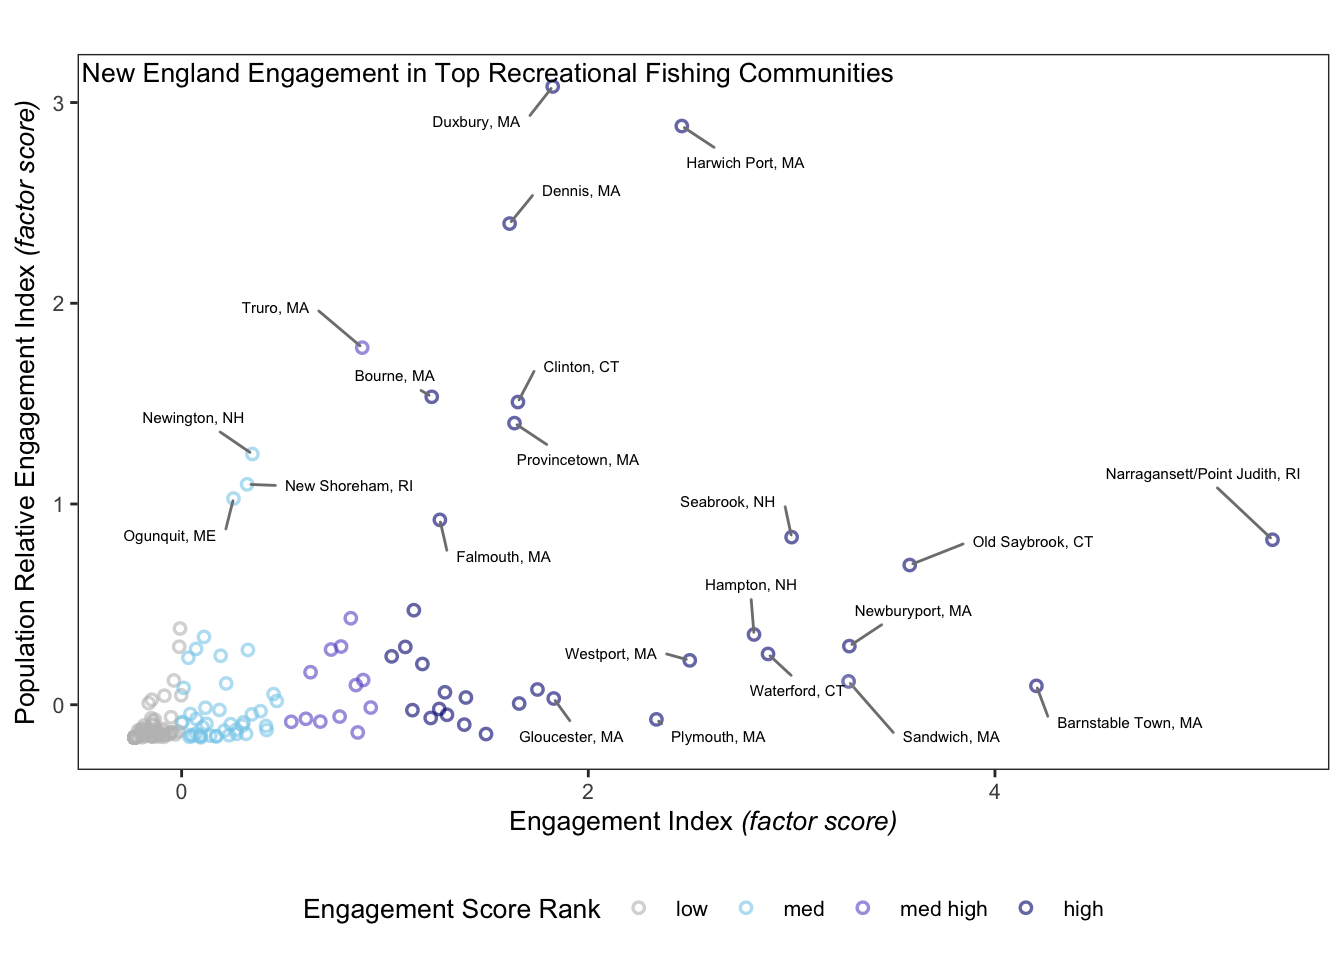 New England Engagement in Top Recreational Fishing Communities
Population Relative Engagement Index (factor score)
3
2
1
0
Duxbury, MA
Harwich Port, MA
Dennis, MA
Truro, MA
Clinton, CT
Bourne, MA
Newington, NH
Provincetown, MA
Narragansett/Point Judith, RI
New Shoreham, RI
Seabrook, NH
Ogunquit, ME
Old Saybrook, CT
Falmouth, MA
Hampton, NH
Newburyport, MA
Westport, MA
Waterford, CT
Barnstable Town, MA
Gloucester, MA
Plymouth, MA
Sandwich, MA
0
2
4
Engagement Index (factor score)
Engagement Score Rank
low
med
med high
high